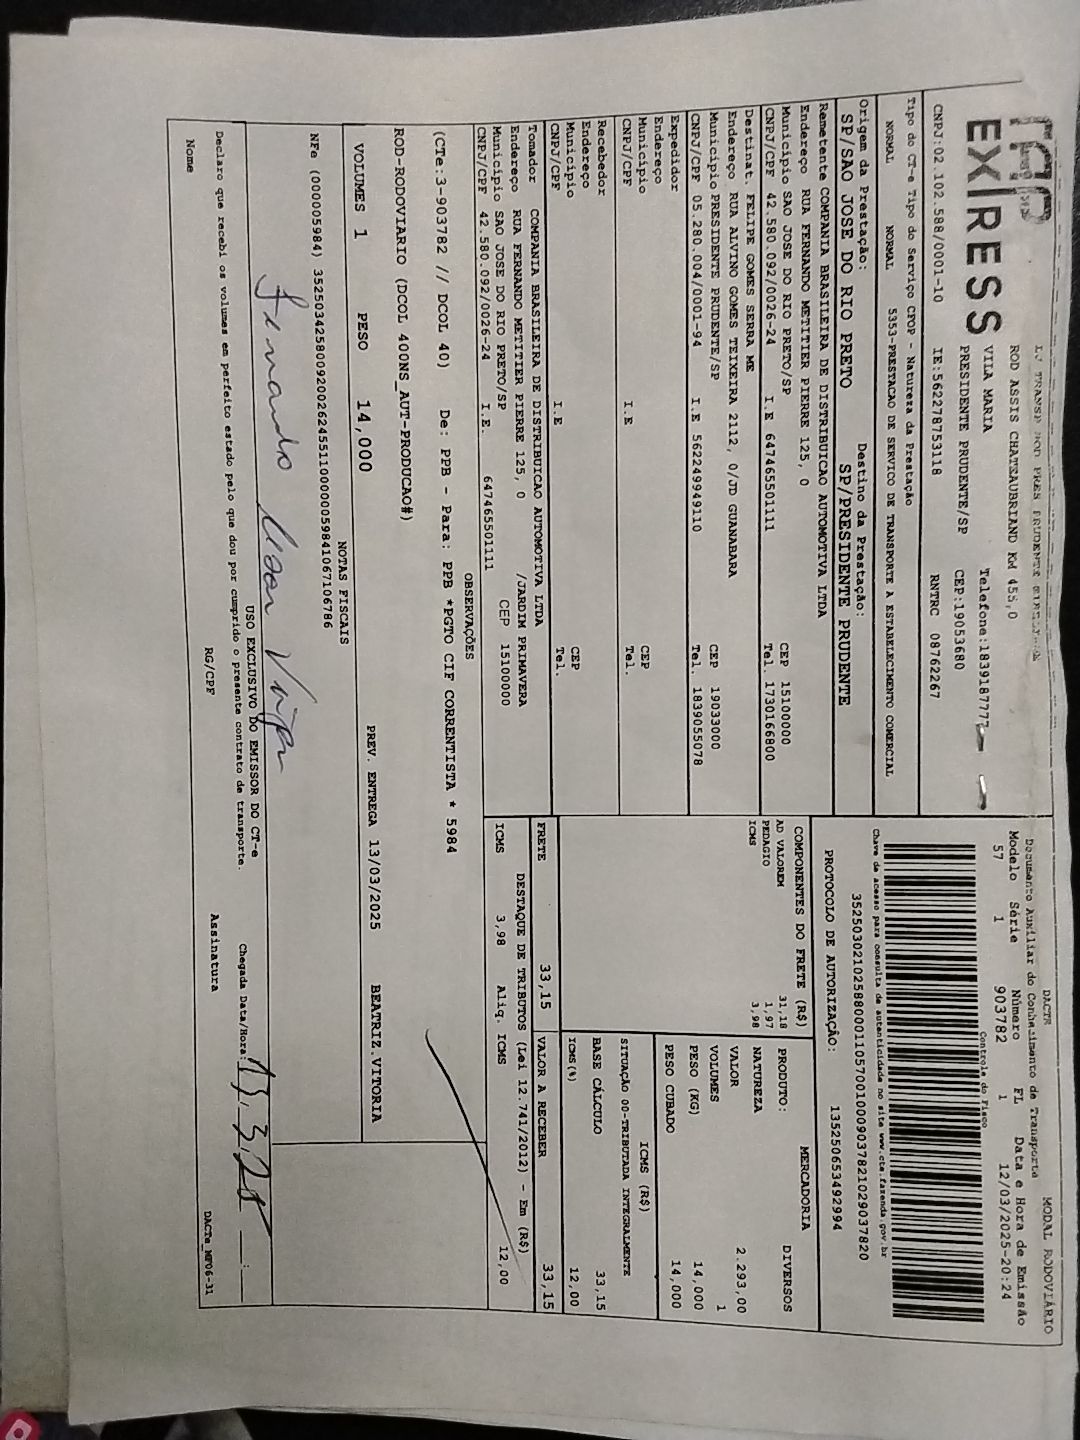 EXPRESS
ROD ASSIS CHATEAUBRIAND KM 455,0
VILA MARIA Telefone:1839187777
PRESIDENTE PRUDENTE/SP CEP:19053680
CNPJ:02.102.588/0001-10 IE:562278753118 RNTRC 08762267
DACTE MODAL RODOVIÁRIO
Documento Auxiliar do Conhecimento de Transporte
Modelo Série Número FL Data e Hora de Emissão
57 1 903782 1 12/03/2025-20:24
Controle do Fisco
Chave de acesso para consulta de autenticidade no site www.cte.fazenda.gov.br
35250302102588000110570010009037821029037820
PROTOCOLO DE AUTORIZAÇÃO: 135250653492994
Tipo do CT-e Tipo do Serviço CFOP - Natureza da Prestação
NORMAL NORMAL 5353-PRESTACAO DE SERVICO DE TRANSPORTE A ESTABELECIMENTO COMERCIAL
Origem da Prestação: Destino da Prestação:
SP/SAO JOSE DO RIO PRETO SP/PRESIDENTE PRUDENTE
Remetente COMPANIA BRASILEIRA DE DISTRIBUICAO AUTOMOTIVA LTDA
Endereço RUA FERNANDO METITIER PIERRE 125, 0
Município SAO JOSE DO RIO PRETO/SP CEP 15100000
CNPJ/CPF 42.580.092/0026-24 I.E 647465501111 Tel. 1730166800
Destinat. FELIPE GOMES SERRA ME
Endereço RUA ALVINO GOMES TEIXEIRA 2112, 0/JD GUANABARA
Município PRESIDENTE PRUDENTE/SP CEP 19033000
CNPJ/CPF 05.280.004/0001-94 I.E 562249949110 Tel. 1839055078
Expedidor
Endereço
Município CEP
CNPJ/CPF I.E Tel.
Recebedor
Endereço
Município CEP
CNPJ/CPF I.E Tel.
Tomador COMPANIA BRASILEIRA DE DISTRIBUICAO AUTOMOTIVA LTDA
Endereço RUA FERNANDO METITIER PIERRE 125, 0 /JARDIM PRIMAVERA
Município SAO JOSE DO RIO PRETO/SP CEP 15100000
CNPJ/CPF 42.580.092/0026-24 I.E. 647465501111
COMPONENTES DO FRETE (R$)
AD VALOREM 31,18
PEDAGIO 1,97
ICMS 3,98
PRODUTO: MERCADORIA
NATUREZA DIVERSOS
VALOR 2.293,00
VOLUMES 1
PESO (KG) 14,000
PESO CUBADO 14,000
ICMS (R$)
SITUAÇÃO 00-TRIBUTADA INTEGRALMENTE
BASE CÁLCULO 33,15
ICMS(%) 12,00
FRETE 33,15 VALOR A RECEBER 33,15
DESTAQUE DE TRIBUTOS (Lei 12.741/2012) - Em (R$)
ICMS 3,98 Aliq. ICMS 12,00
OBSERVAÇÕES
(CTe:3-903782 // DCOL 40) De: PPB - Para: PPB *PGTO CIF CORRENTISTA * 5984
ROD-RODOVIARIO (DCOL 400NS_AUT-PRODUCAO#)
VOLUMES 1 PESO 14,000 PREV. ENTREGA 13/03/2025 BEATRIZ.VITORIA
NOTAS FISCAIS
NFe (000005984) 35250342580092002624551100000059841067106786
USO EXCLUSIVO DO EMISSOR DO CT-e
Declaro que recebi os volumes em perfeito estado pelo que dou por cumprido o presente contrato de transporte. Chegada Data/Hora: 13.3.25 __:__
Nome RG/CPF Assinatura DACTe_MP06-31